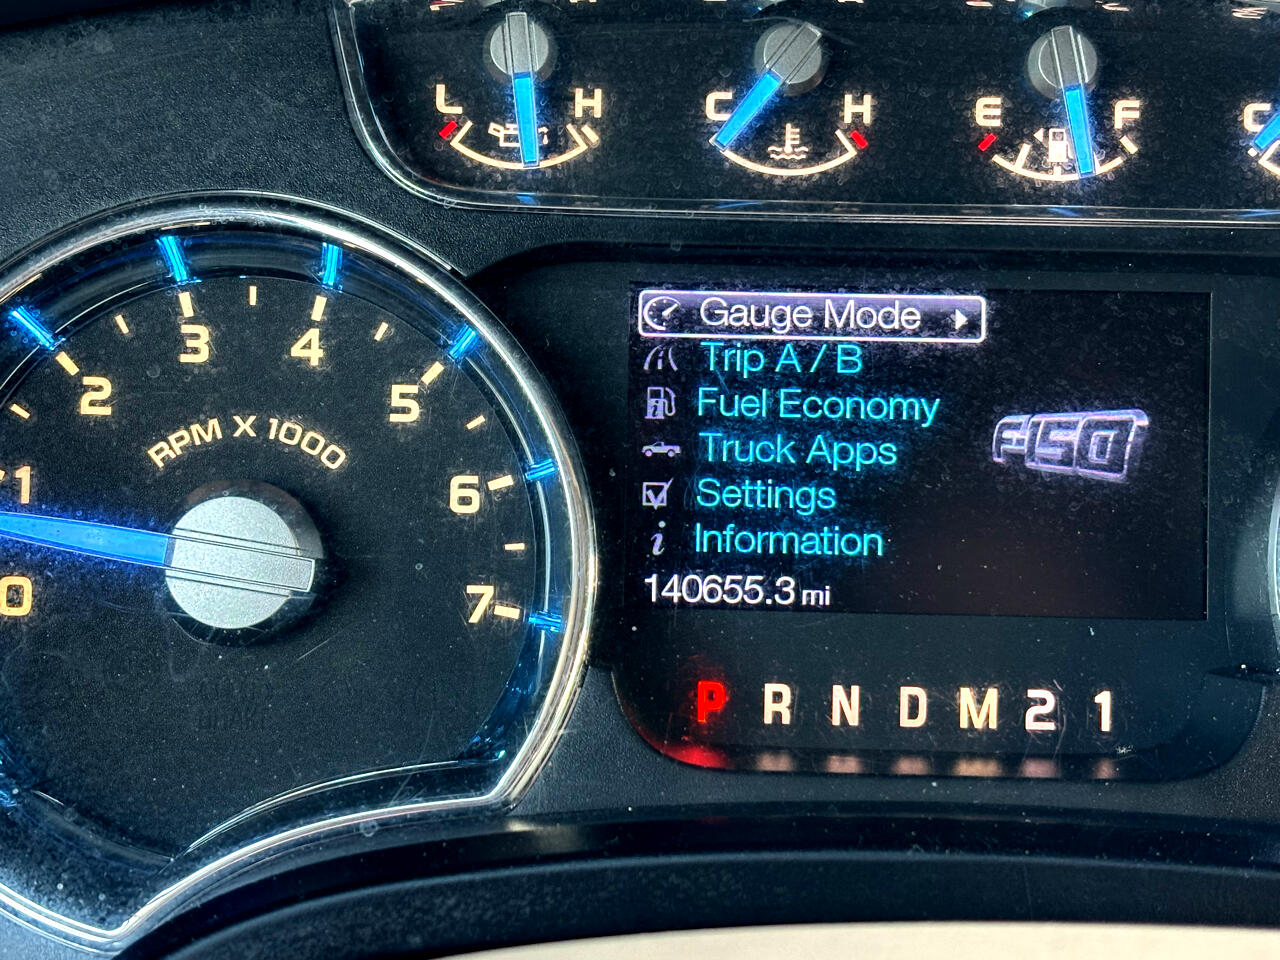 L H
C H
E F
C
1
2
3
4
5
6
7
0
RPM X 1000
Gauge Mode
Trip A / B
Fuel Economy
Truck Apps
Settings
Information
140655.3 mi
F150
P R N D M 2 1